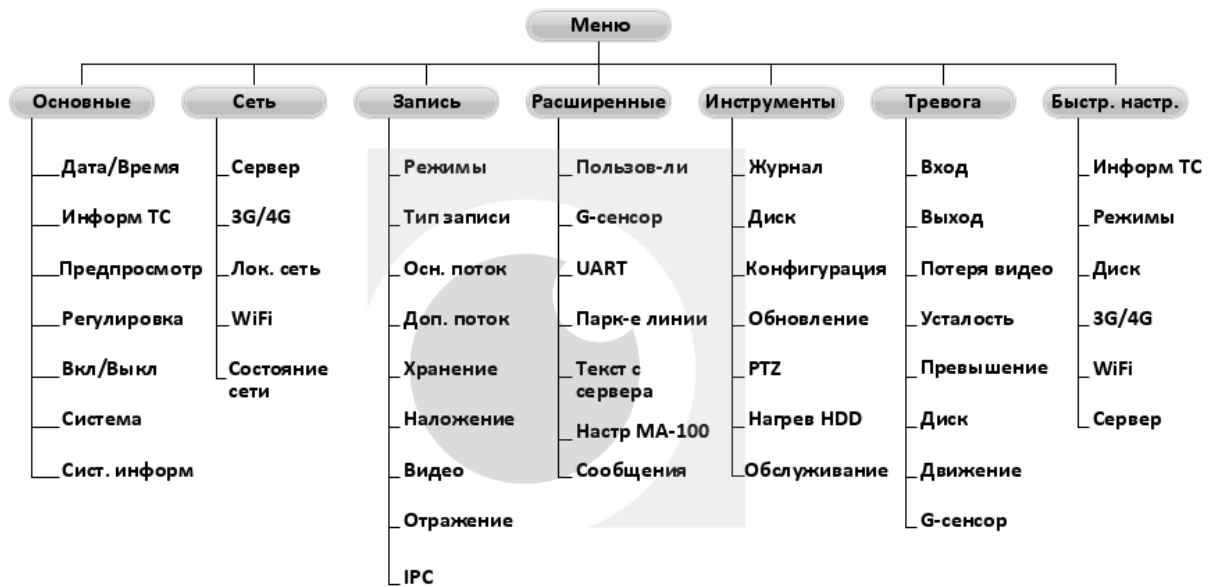 Меню
Основные
Дата/Время
Информ ТС
Предпросмотр
Регулировка
Вкл/Выкл
Система
Сист. информ
Сеть
Сервер
3G/4G
Лок. сеть
WiFi
Состояние
сети
Запись
Режимы
Тип записи
Осн. поток
Доп. поток
Хранение
Наложение
Видео
Отражение
IPC
Расширенные
Пользов-ли
G-сенсор
UART
Парк-е линии
Текст с
сервера
Настр МА-100
Сообщения
Инструменты
Журнал
Диск
Конфигурация
Обновление
PTZ
Нагрев HDD
Обслуживание
Тревога
Вход
Выход
Потеря видео
Усталость
Превышение
Диск
Движение
G-сенсор
Быстр. настр.
Информ ТС
Режимы
Диск
3G/4G
WiFi
Сервер